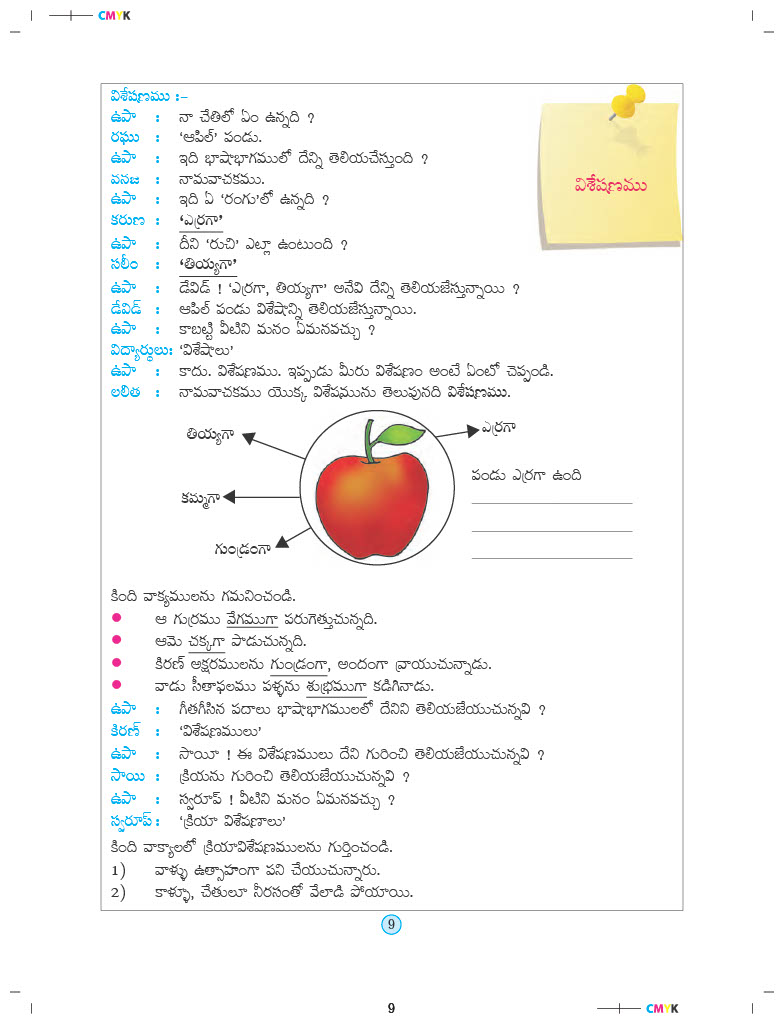 CMYK
విశేషణము :–
ఉపా : నా చేతిలో ఏం ఉన్నది ?
రఘు : ‘ఆపిల్’ పండు.
ఉపా : ఇది భాషాభాగములో దేన్ని తెలియచేస్తుంది ?
వనజ : నామవాచకము.
ఉపా : ఇది ఏ ‘రంగు’లో ఉన్నది ?
కరుణ : ‘ఎర్రగా’
ఉపా : దీని ‘రుచి’ ఎట్లా ఉంటుంది ?
సలీం : ‘తియ్యగా’
ఉపా : డేవిడ్ ! ‘ఎర్రగా, తియ్యగా’ అనేవి దేన్ని తెలియజేస్తున్నాయి ?
డేవిడ్ : ఆపిల్ పండు విశేషాన్ని తెలియజేస్తున్నాయి.
ఉపా : కాబట్టి వీటిని మనం ఏమనవచ్చు ?
విద్యార్థులు: ‘విశేషాలు’
ఉపా : కాదు. విశేషణము. ఇప్పుడు మీరు విశేషణం అంటే ఏంటో చెప్పండి.
లలిత : నామవాచకము యొక్క విశేషమును తెలుపునది విశేషణము.
విశేషణము
తియ్యగా
ఎర్రగా
కమ్మగా
గుండ్రంగా
పండు ఎర్రగా ఉంది
కింది వాక్యములను గమనించండి.
• ఆ గుర్రము వేగముగా పరుగెత్తుచున్నది.
• ఆమె చక్కగా పాడుచున్నది.
• కిరణ్ అక్షరములను గుండ్రంగా, అందంగా వ్రాయుచున్నాడు.
• వాడు సీతాఫలము పళ్ళను శుభ్రముగా కడిగినాడు.
ఉపా : గీతగీసిన పదాలు భాషాభాగములలో దేనిని తెలియజేయుచున్నవి ?
కిరణ్ : ‘విశేషణములు’
ఉపా : సాయీ ! ఈ విశేషణములు దేని గురించి తెలియజేయుచున్నవి ?
సాయి : క్రియను గురించి తెలియజేయుచున్నవి ?
ఉపా : స్వరూప్ ! వీటిని మనం ఏమనవచ్చు ?
స్వరూప్ : ‘క్రియా విశేషణాలు’
కింది వాక్యాలలో క్రియావిశేషణములను గుర్తించండి.
1) వాళ్ళు ఉత్సాహంగా పని చేయుచున్నారు.
2) కాళ్ళూ, చేతులూ నీరసంతో వేలాడి పోయాయి.
9
9
CMYK